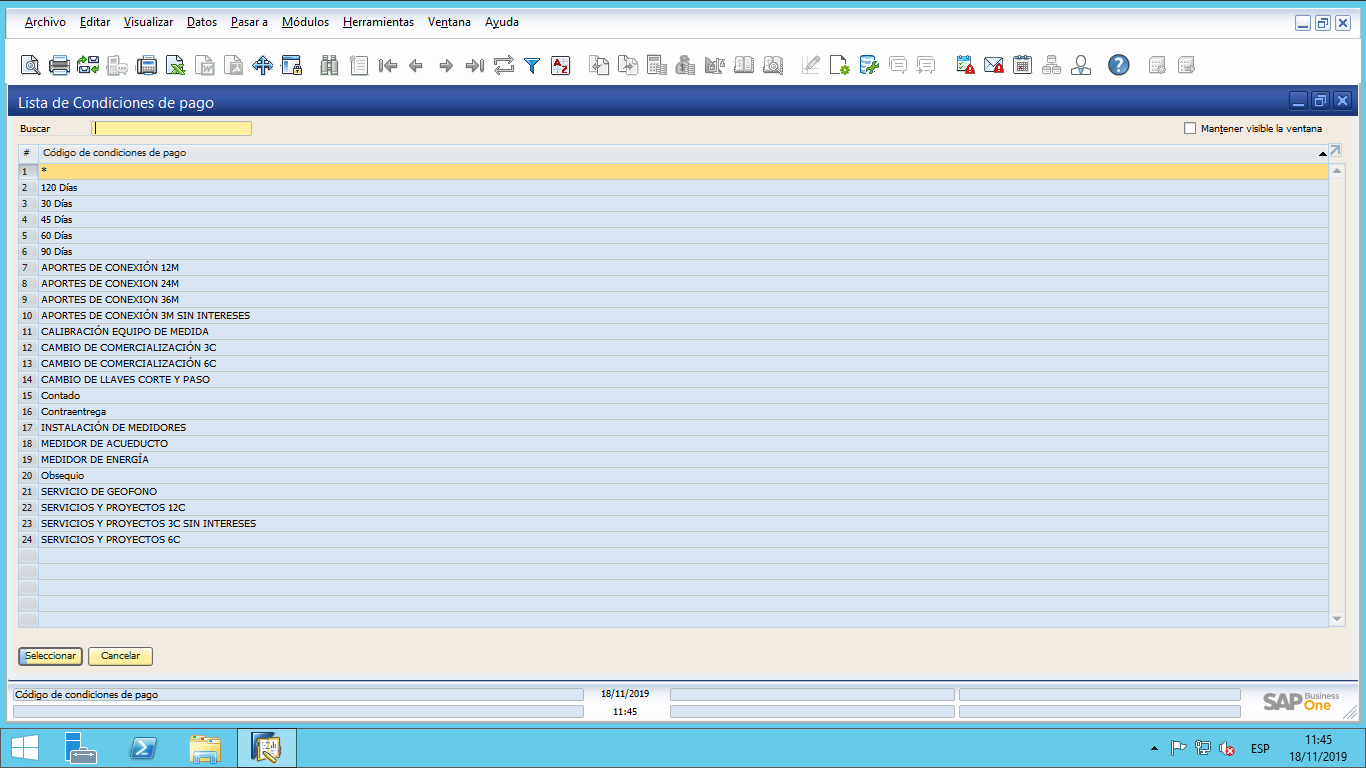 Archivo Editar Visualizar Datos Pasar a Módulos Herramientas Ventana Ayuda
Lista de Condiciones de pago
Buscar Mantener visible la ventana
# Código de condiciones de pago
1 *
2 120 Días
3 30 Días
4 45 Días
5 60 Días
6 90 Días
7 APORTES DE CONEXIÓN 12M
8 APORTES DE CONEXION 24M
9 APORTES DE CONEXION 36M
10 APORTES DE CONEXIÓN 3M SIN INTERESES
11 CALIBRACIÓN EQUIPO DE MEDIDA
12 CAMBIO DE COMERCIALIZACIÓN 3C
13 CAMBIO DE COMERCIALIZACIÓN 6C
14 CAMBIO DE LLAVES CORTE Y PASO
15 Contado
16 Contraentrega
17 INSTALACIÓN DE MEDIDORES
18 MEDIDOR DE ACUEDUCTO
19 MEDIDOR DE ENERGÍA
20 Obsequio
21 SERVICIO DE GEOFONO
22 SERVICIOS Y PROYECTOS 12C
23 SERVICIOS Y PROYECTOS 3C SIN INTERESES
24 SERVICIOS Y PROYECTOS 6C
Seleccionar Cancelar
Código de condiciones de pago 18/11/2019
11:45
SAP Business One
ESP
11:45
18/11/2019